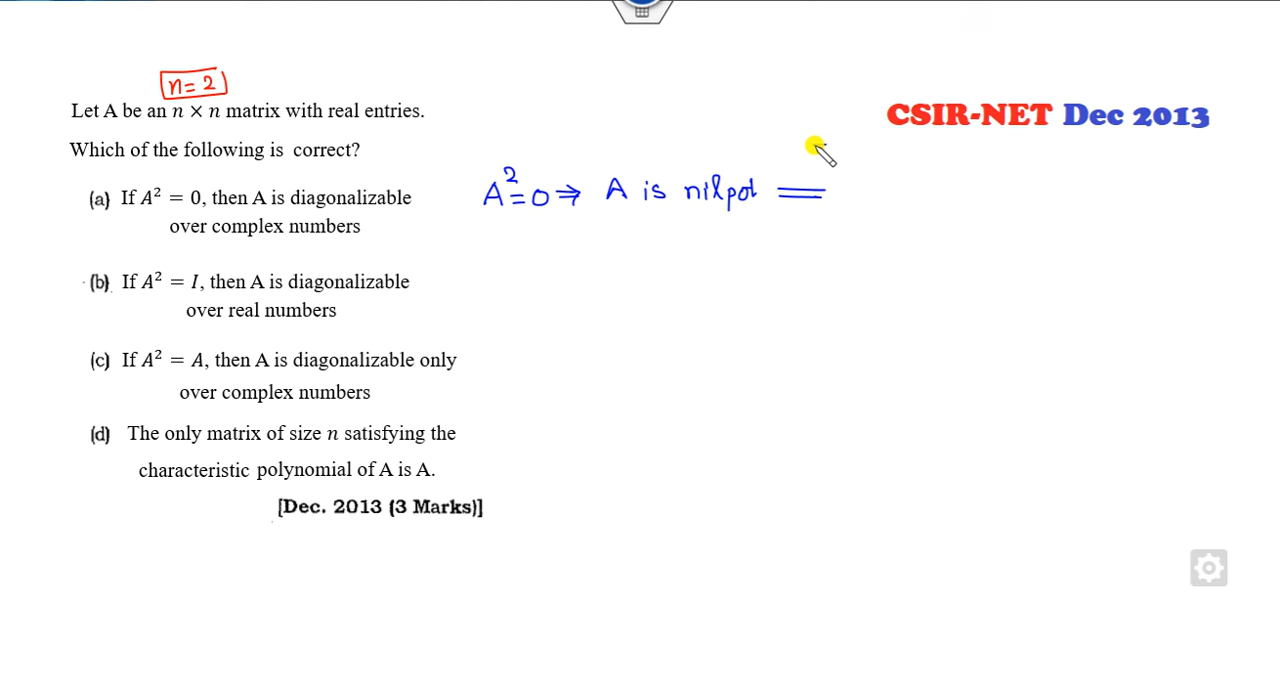 n = 2
Let A be an n × n matrix with real entries.
CSIR-NET Dec 2013
Which of the following is correct?
(a) If A² = 0, then A is diagonalizable
over complex numbers
A² = 0 ⇒ A is nilpot
(b) If A² = I, then A is diagonalizable
over real numbers
(c) If A² = A, then A is diagonalizable only
over complex numbers
(d) The only matrix of size n satisfying the
characteristic polynomial of A is A.
[Dec. 2013 (3 Marks)]